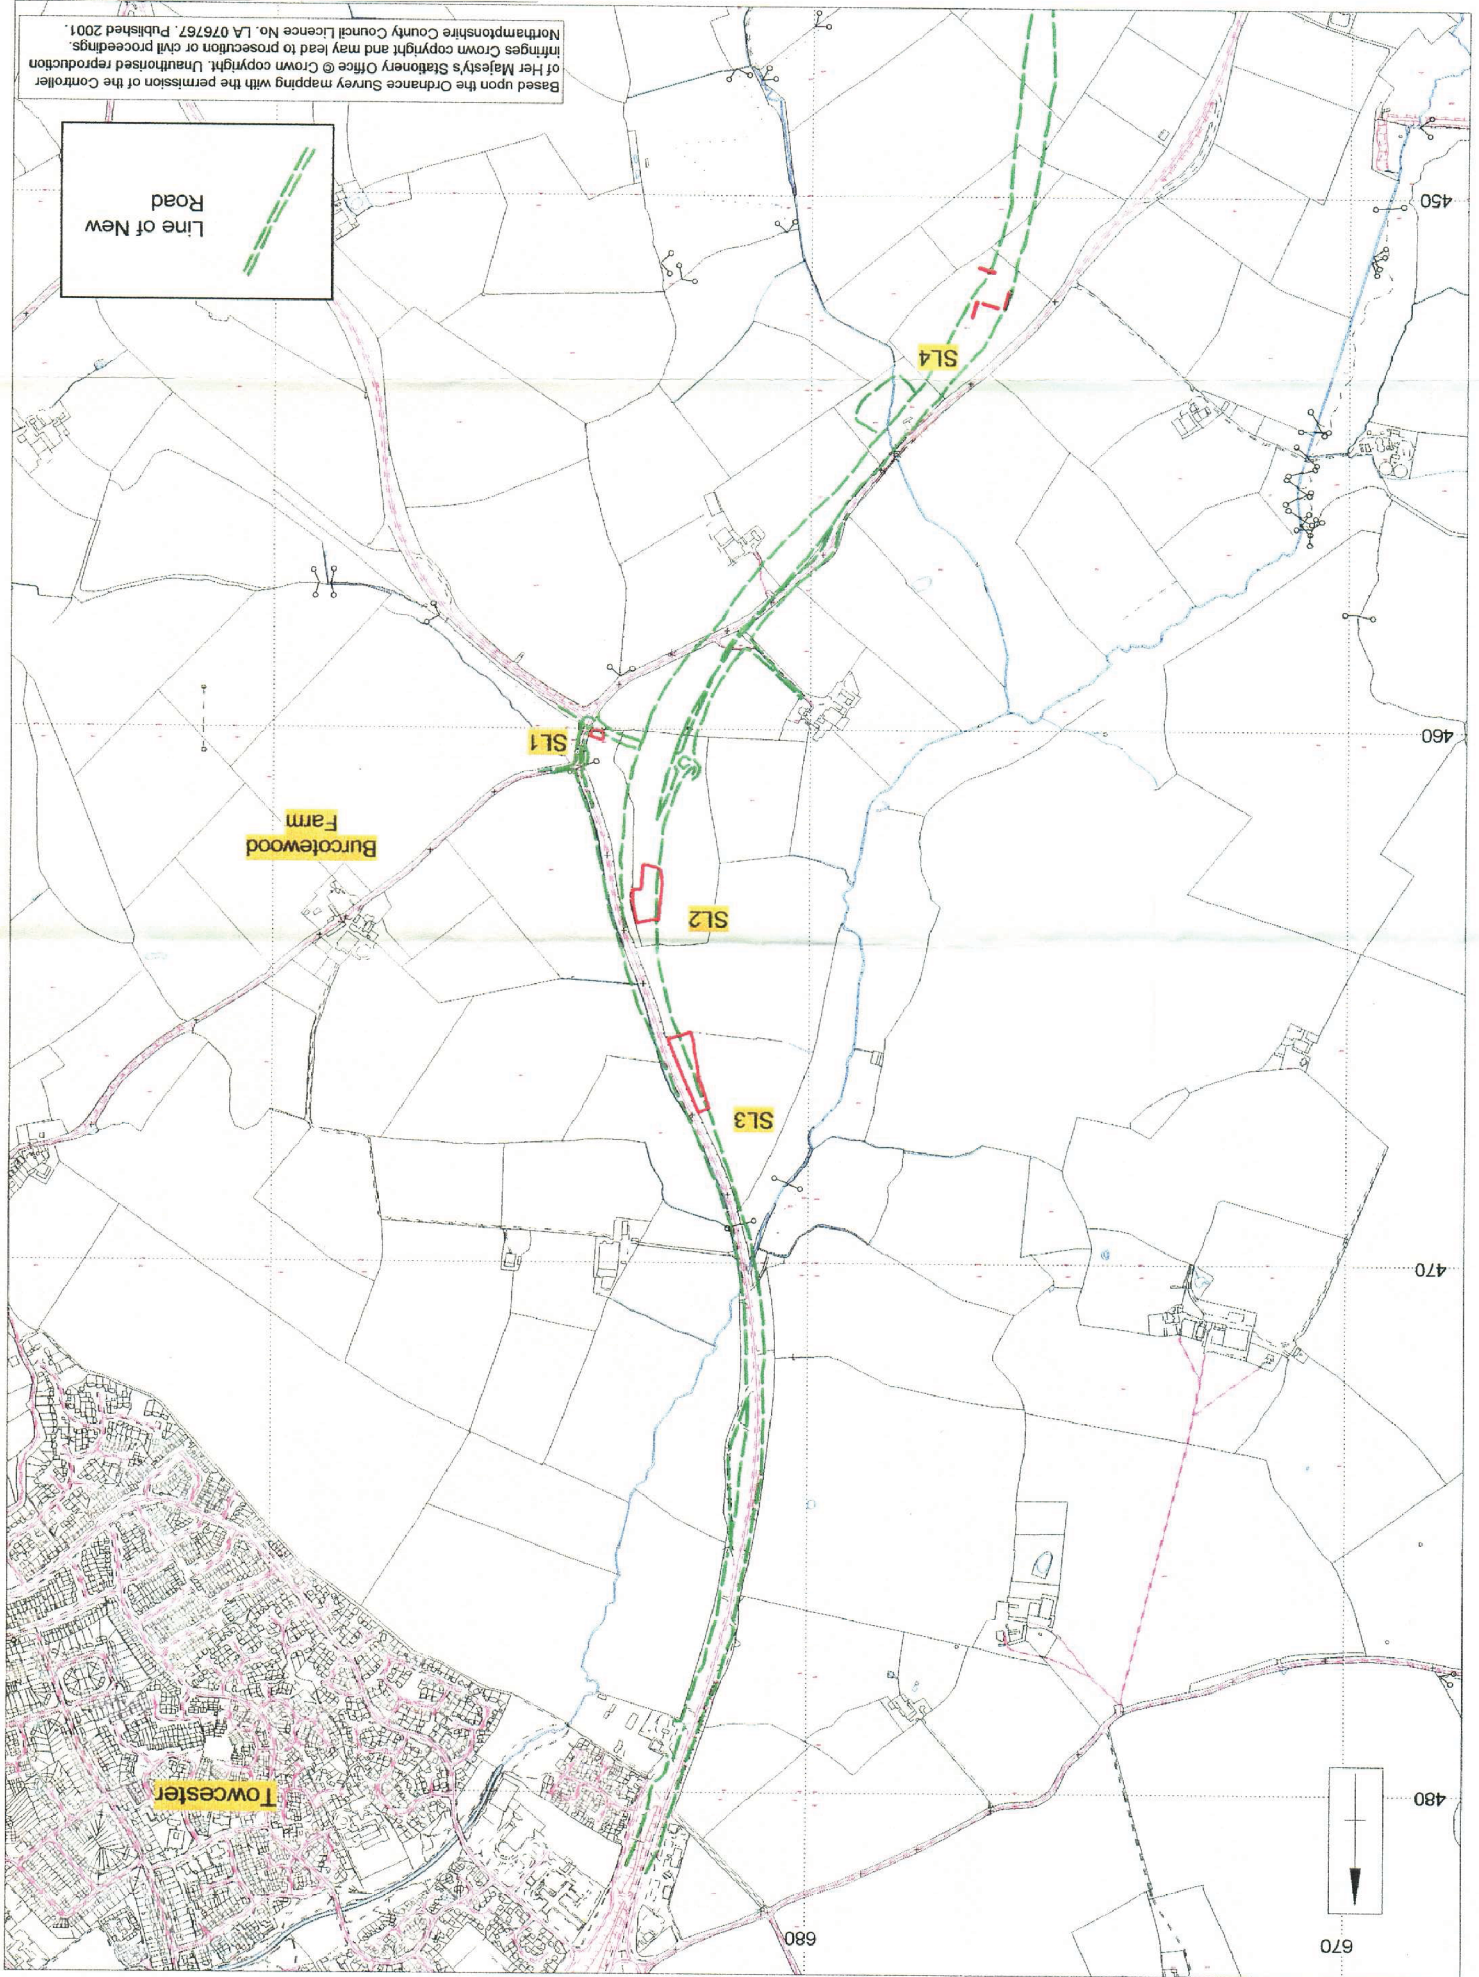 670
680
480
Towcester
470
SL3
SL2
Burcotewood
Farm
SL1
460
SL4
450
Line of New
Road
Based upon the Ordnance Survey mapping with the permission of the Controller
of Her Majesty's Stationery Office © Crown copyright. Unauthorised reproduction
infringes Crown copyright and may lead to prosecution or civil proceedings.
Northamptonshire County Council Licence No. LA 076767. Published 2001.